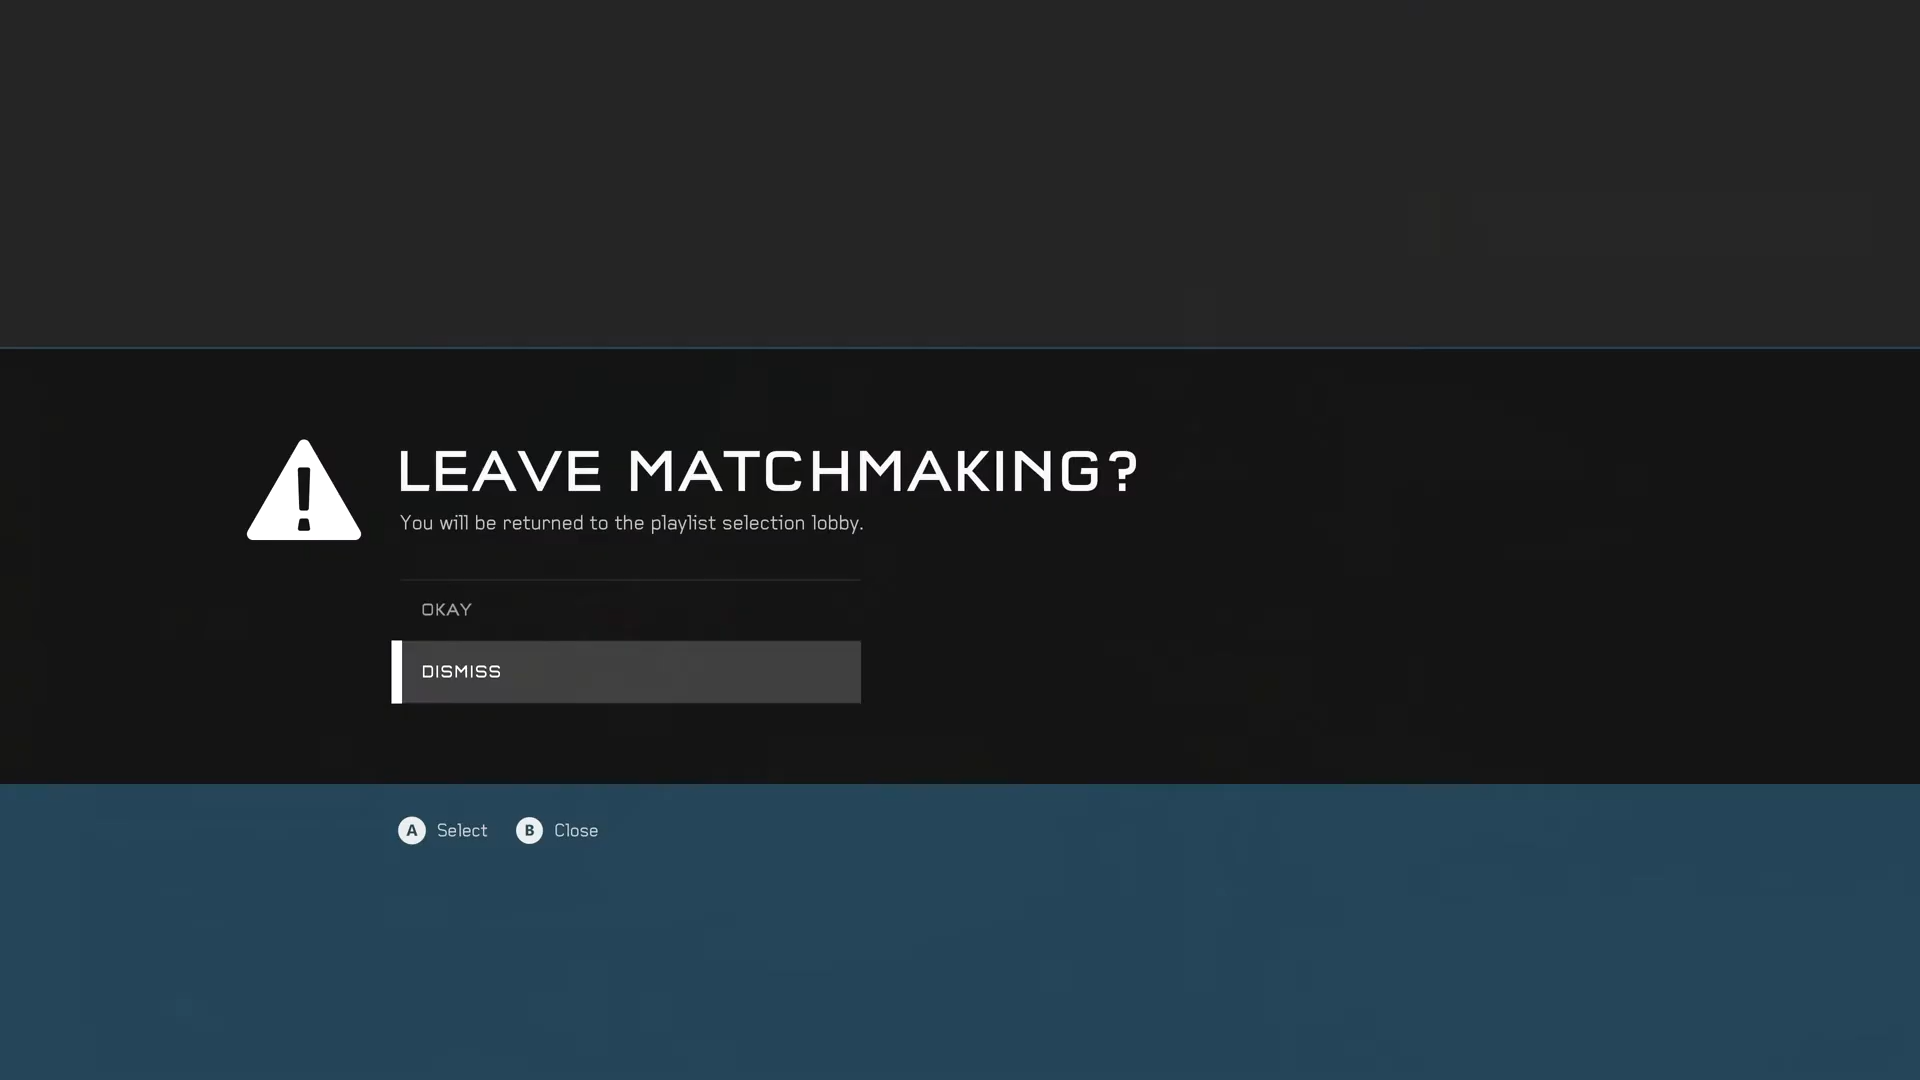 LEAVE MATCHMAKING?
You will be returned to the playlist selection lobby.
OKAY
DISMISS
A Select B Close